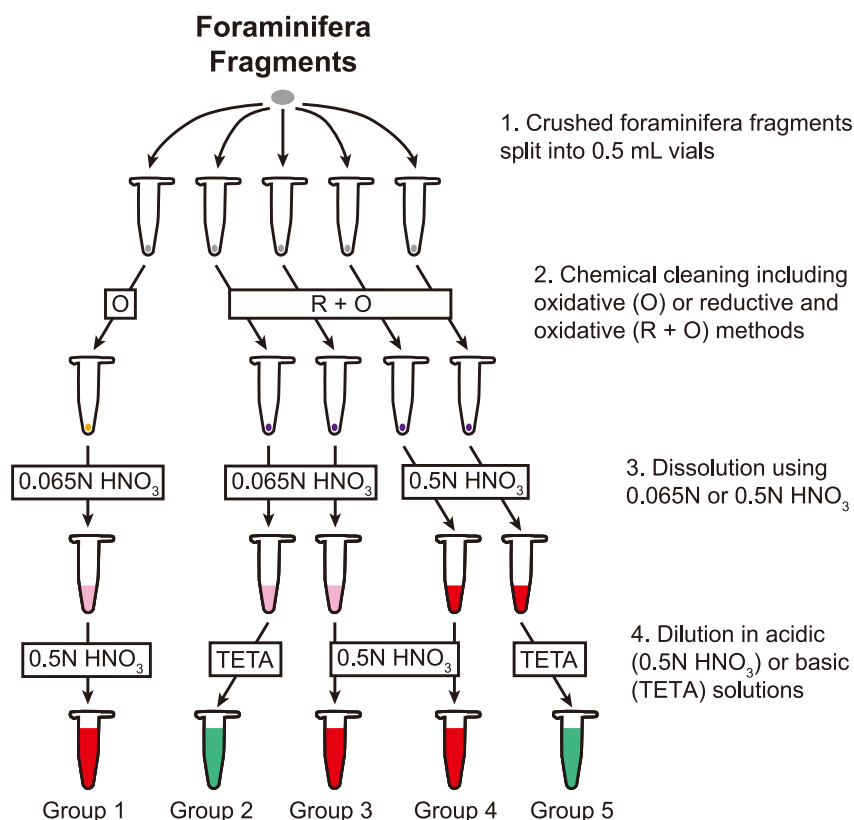 Foraminifera
Fragments
1. Crushed foraminifera fragments
split into 0.5 mL vials
2. Chemical cleaning including
oxidative (O) or reductive and
oxidative (R + O) methods
O
R + O
3. Dissolution using
0.065N or 0.5N HNO₃
0.065N HNO₃
0.065N HNO₃
0.5N HNO₃
4. Dilution in acidic
(0.5N HNO₃) or basic
(TETA) solutions
0.5N HNO₃
TETA
0.5N HNO₃
TETA
Group 1
Group 2
Group 3
Group 4
Group 5